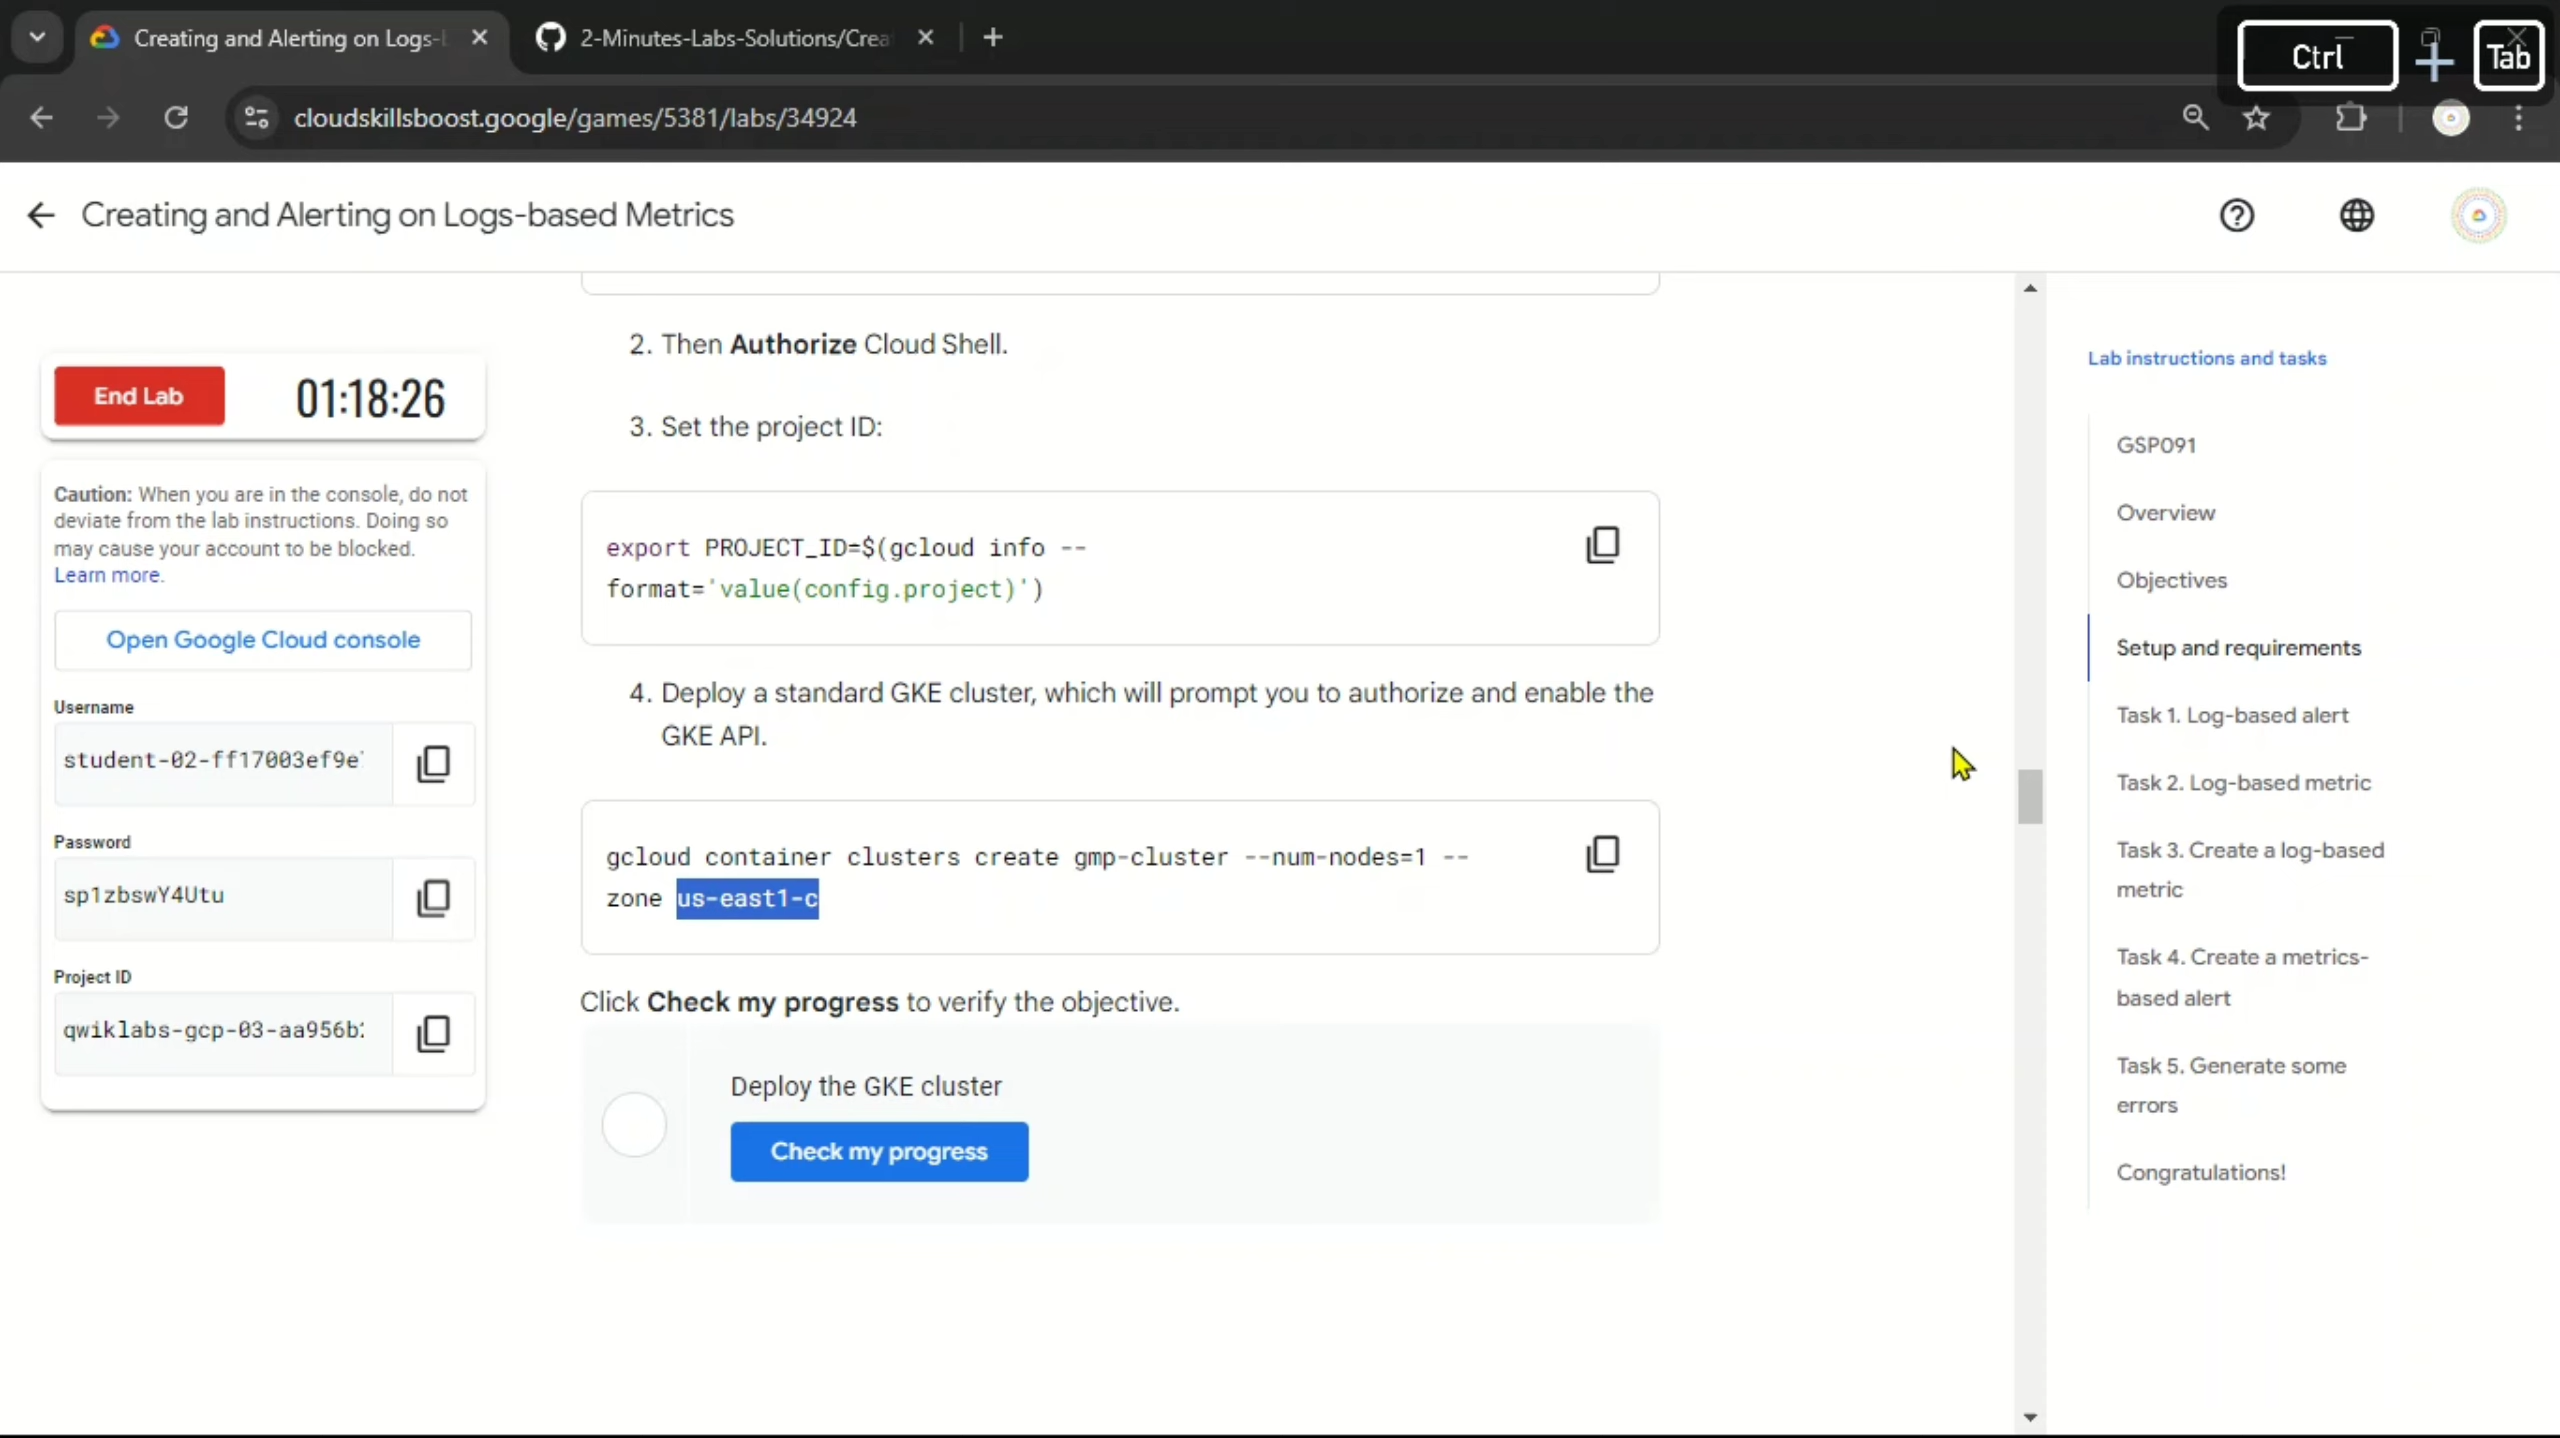 Creating and Alerting on Logs-
2-Minutes-Labs-Solutions/Crea
Ctrl
Tab
cloudskillsboost.google/games/5381/labs/34924
Creating and Alerting on Logs-based Metrics
End Lab
01:18:26
Caution: When you are in the console, do not
deviate from the lab instructions. Doing so
may cause your account to be blocked.
Learn more.
Open Google Cloud console
Username
student-02-ff17003ef9e
Password
sp1zbswY4Utu
Project ID
qwiklabs-gcp-03-aa956b
2. Then Authorize Cloud Shell.
3. Set the project ID:
export PROJECT_ID=$(gcloud info --
format='value(config.project)')
4. Deploy a standard GKE cluster, which will prompt you to authorize and enable the
GKE API.
gcloud container clusters create gmp-cluster --num-nodes=1 --
zone us-east1-c
Click Check my progress to verify the objective.
Deploy the GKE cluster
Check my progress
Lab instructions and tasks
GSP091
Overview
Objectives
Setup and requirements
Task 1. Log-based alert
Task 2. Log-based metric
Task 3. Create a log-based
metric
Task 4. Create a metrics-
based alert
Task 5. Generate some
errors
Congratulations!